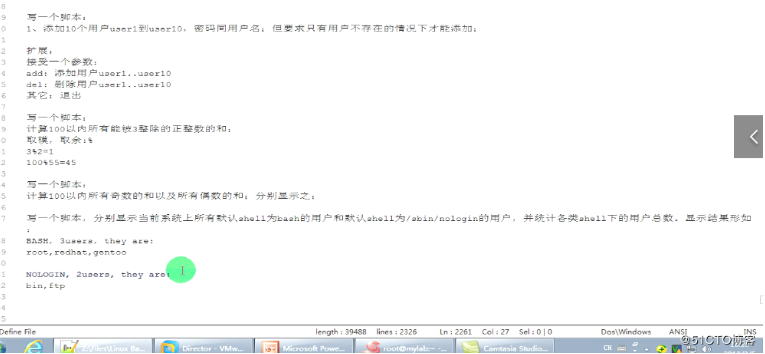 写一个脚本:
1、添加10个用户user1到user10, 密码同用户名; 但要求只有用户不存在的情况下才能添加;
扩展:
接受一个参数:
add: 添加用户user1..user10
del: 删除用户user1..user10
其它: 退出
写一个脚本:
计算100以内所有能被3整除的正整数的和;
取模, 取余:%
3%2=1
100%55=45
写一个脚本:
计算100以内所有奇数的和以及所有偶数的和; 分别显示之;
写一个脚本, 分别显示当前系统上所有默认shell为bash的用户和默认shell为/sbin/nologin的用户, 并统计各类shell下的用户总数。显示结果形如
:
BASH, 3users, they are:
root,redhat,gentoo
NOLOGIN, 2users, they are:
bin,ftp
Define File length : 39488 lines : 2326 Ln : 2261 Col : 27 Sel : 0 | 0 Dos\Windows ANSI INS
Director - VMw... Microsoft Powe... root@mylab:~ -... Camtasia Studio... CH
@51CTO博客